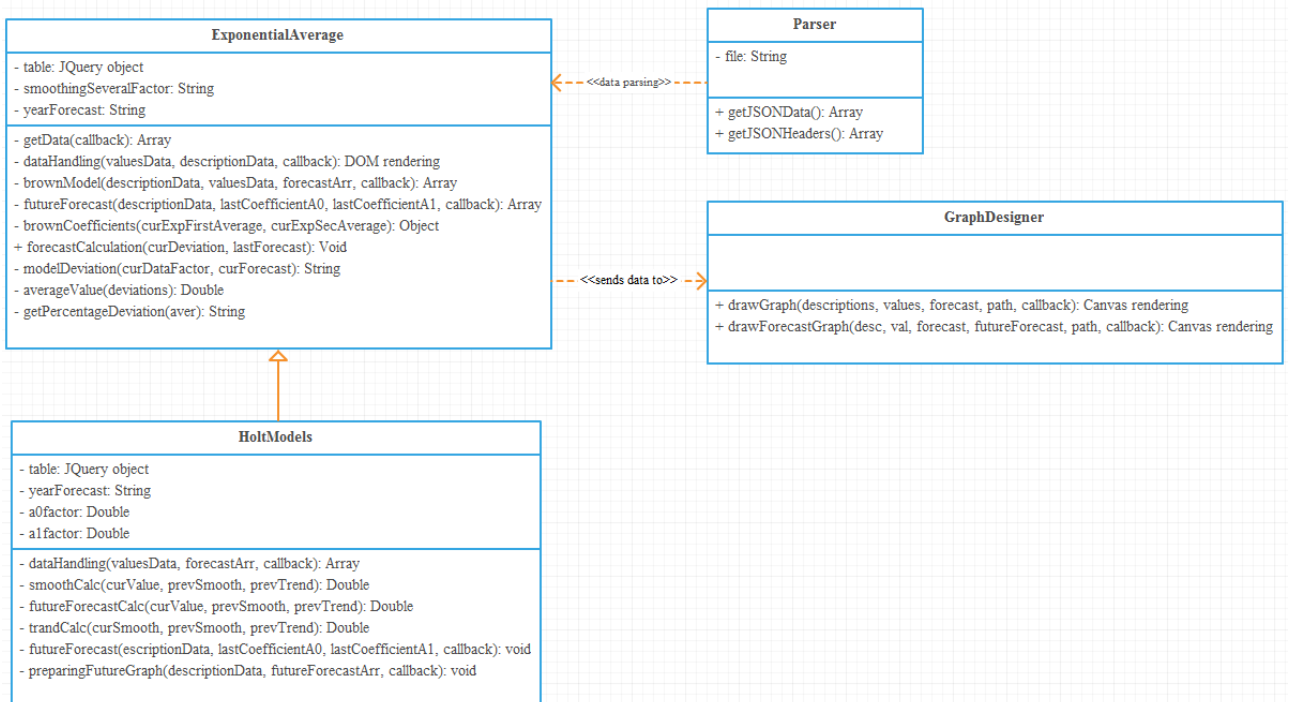 ExponentialAverage
- table: JQuery object
- smoothingSeveralFactor: String
- yearForecast: String
- getData(callback): Array
- dataHandling(valuesData, descriptionData, callback): DOM rendering
- brownModel(descriptionData, valuesData, forecastArr, callback): Array
- futureForecast(descriptionData, lastCoefficientA0, lastCoefficientA1, callback): Array
- brownCoefficients(curExpFirstAverage, curExpSecAverage): Object
+ forecastCalculation(curDeviation, lastForecast): Void
- modelDeviation(curDataFactor, curForecast): String
- averageValue(deviations): Double
- getPercentageDeviation(aver): String
<<data parsing>>
Parser
- file: String
+ getJSONData(): Array
+ getJSONHeaders(): Array
<<sends data to>>
GraphDesigner
+ drawGraph(descriptions, values, forecast, path, callback): Canvas rendering
+ drawForecastGraph(desc, val, forecast, futureForecast, path, callback): Canvas rendering
HoltModels
- table: JQuery object
- yearForecast: String
- a0factor: Double
- a1factor: Double
- dataHandling(valuesData, forecastArr, callback): Array
- smoothCalc(curValue, prevSmooth, prevTrend): Double
- futureForecastCalc(curValue, prevSmooth, prevTrend): Double
- trandCalc(curSmooth, prevSmooth, prevTrend): Double
- futureForecast(escriptionData, lastCoefficientA0, lastCoefficientA1, callback): void
- preparingFutureGraph(descriptionData, futureForecastArr, callback): void